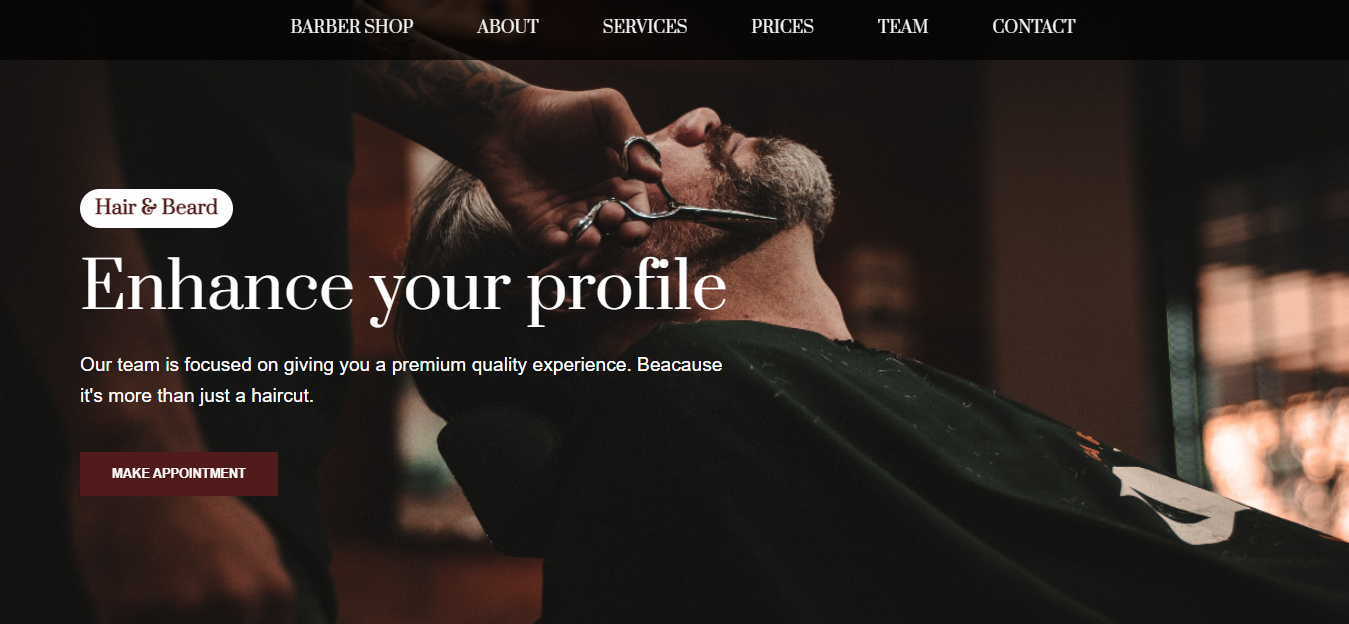 BARBER SHOP ABOUT SERVICES PRICES TEAM CONTACT
Hair & Beard
Enhance your profile
Our team is focused on giving you a premium quality experience. Beacause
it's more than just a haircut.
MAKE APPOINTMENT